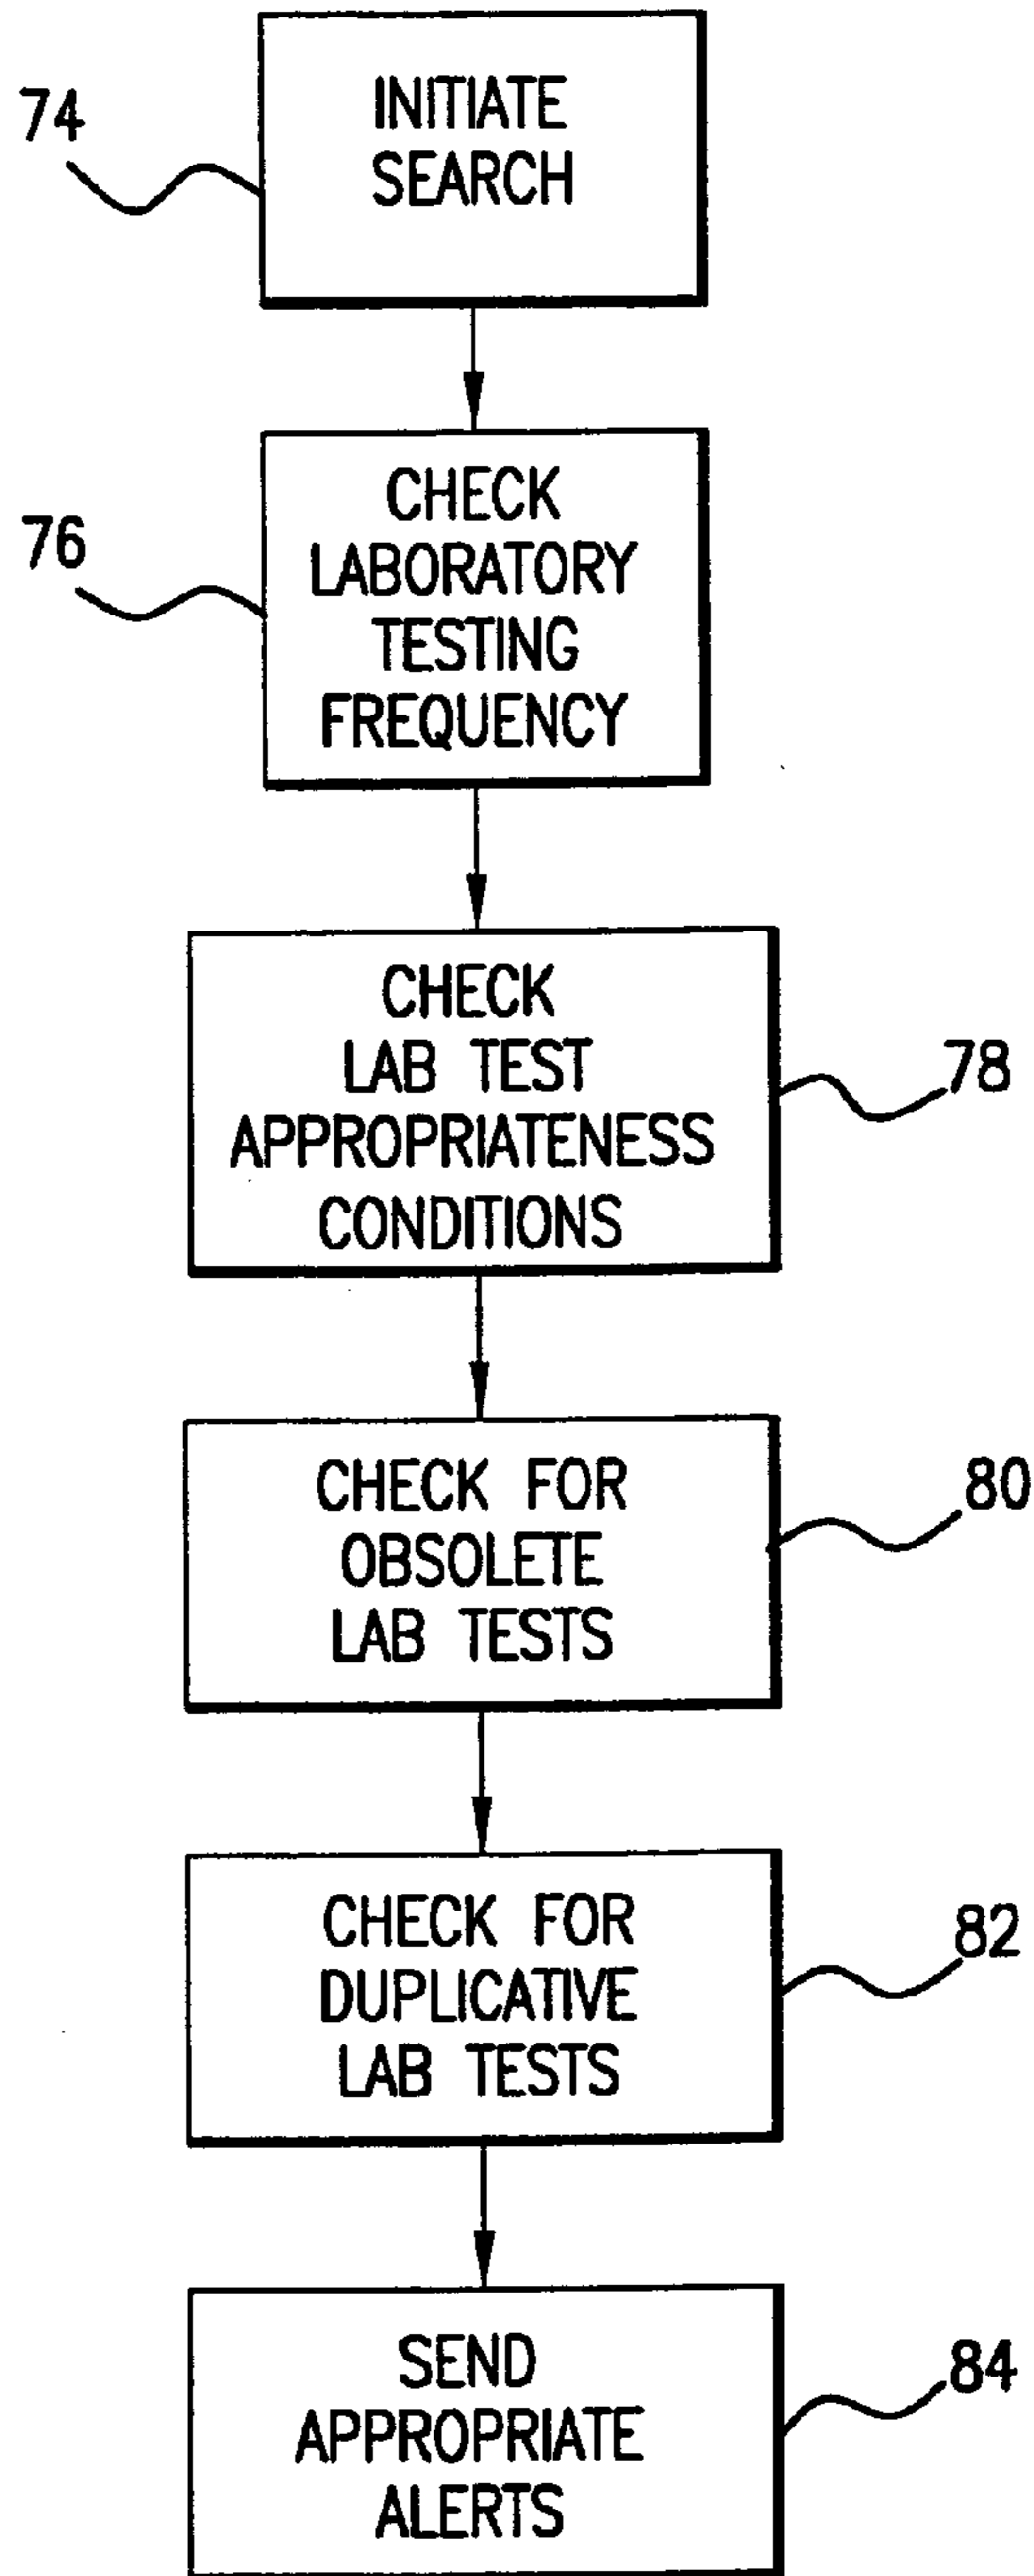 74
INITIATE
SEARCH
76
CHECK
LABORATORY
TESTING
FREQUENCY
CHECK
LAB TEST
APPROPRIATENESS
CONDITIONS
78
CHECK FOR
OBSOLETE
LAB TESTS
80
CHECK FOR
DUPLICATIVE
LAB TESTS
82
SEND
APPROPRIATE
ALERTS
84